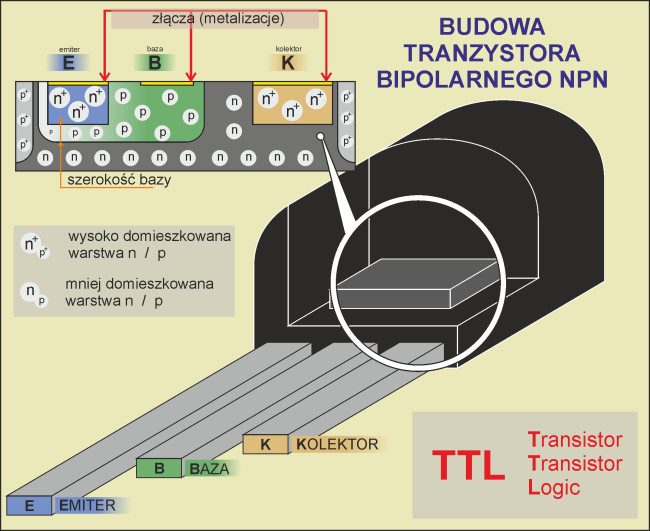 złącza (metalizacje)
BUDOWA
TRANZYSTORA
BIPOLARNEGO NPN
emiter baza kolektor
E B K
p+ n+ n+ n+ p p p n n+ n+ n+ p+
p+ n+ p p n n+ p+
p+ p p p p p n p+
n n n n n n n n n n
szerokość bazy
n+ p+ wysoko domieszkowana
warstwa n / p
n p mniej domieszkowana
warstwa n / p
K KOLEKTOR
B BAZA
E EMITER
TTL
Transistor
Transistor
Logic